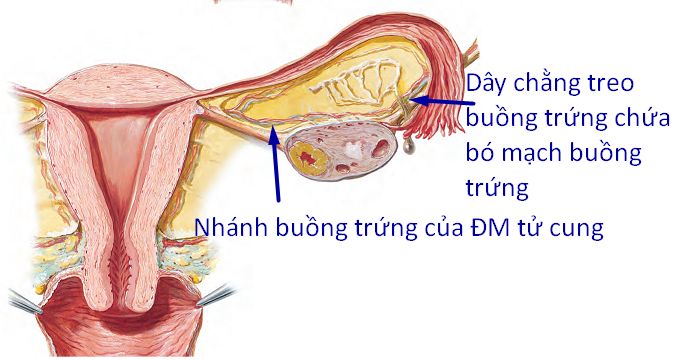 Dây chằng treo
buồng trứng chứa
bó mạch buồng
trứng
Nhánh buồng trứng của ĐM tử cung